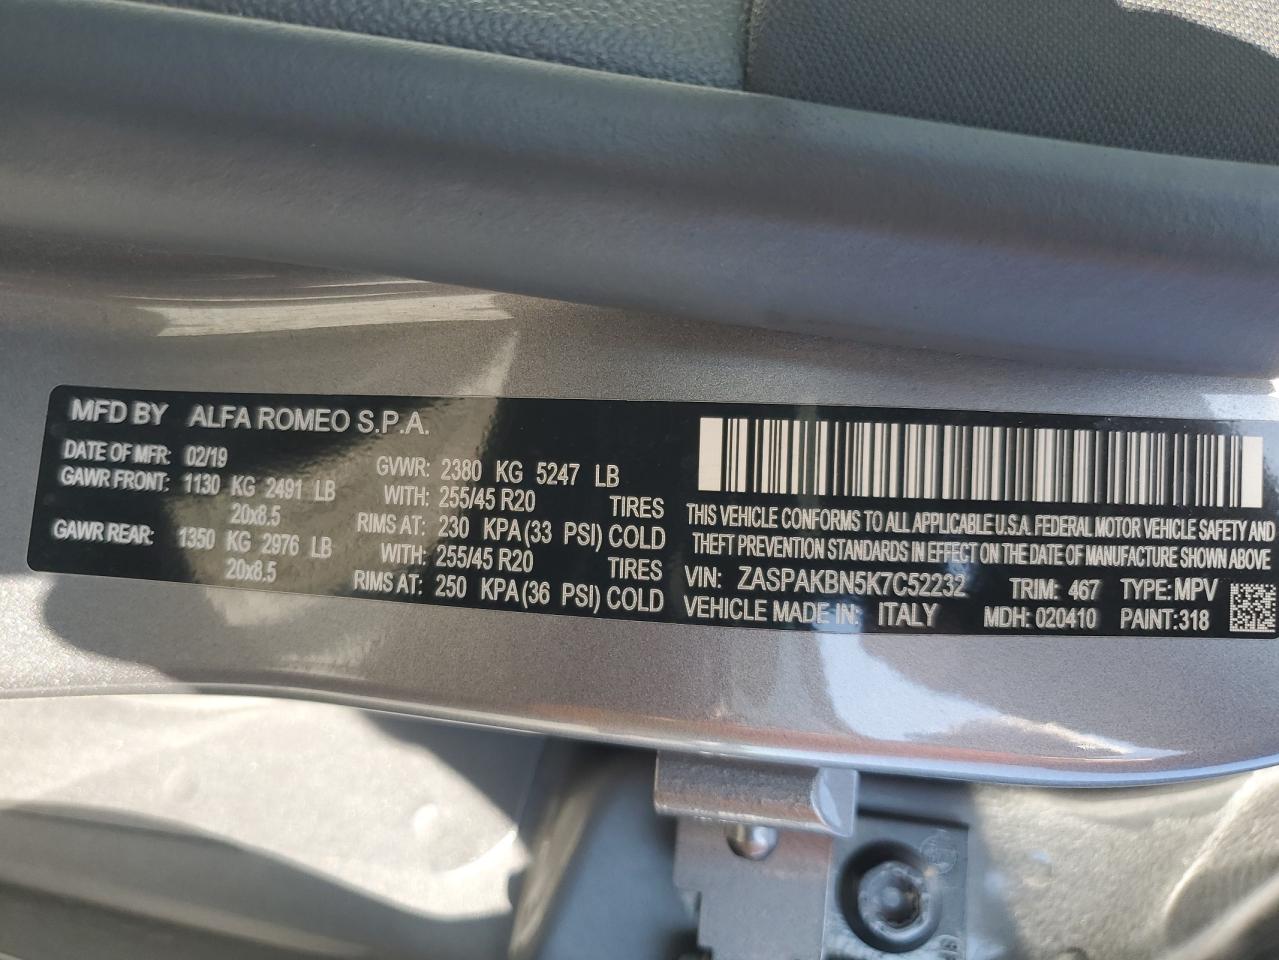 MFD BY ALFA ROMEO S.P.A.
DATE OF MFR: 02/19 GVWR: 2380 KG 5247 LB
GAWR FRONT: 1130 KG 2491 LB WITH: 255/45 R20 TIRES
20x8.5 RIMS AT: 230 KPA(33 PSI) COLD
GAWR REAR: 1350 KG 2976 LB WITH: 255/45 R20 TIRES
20x8.5 RIMS AT: 250 KPA(36 PSI) COLD
THIS VEHICLE CONFORMS TO ALL APPLICABLE U.S.A. FEDERAL MOTOR VEHICLE SAFETY AND
THEFT PREVENTION STANDARDS IN EFFECT ON THE DATE OF MANUFACTURE SHOWN ABOVE
VIN: ZASPAKBN5K7C52232 TRIM: 467 TYPE: MPV
VEHICLE MADE IN: ITALY MDH: 020410 PAINT:318